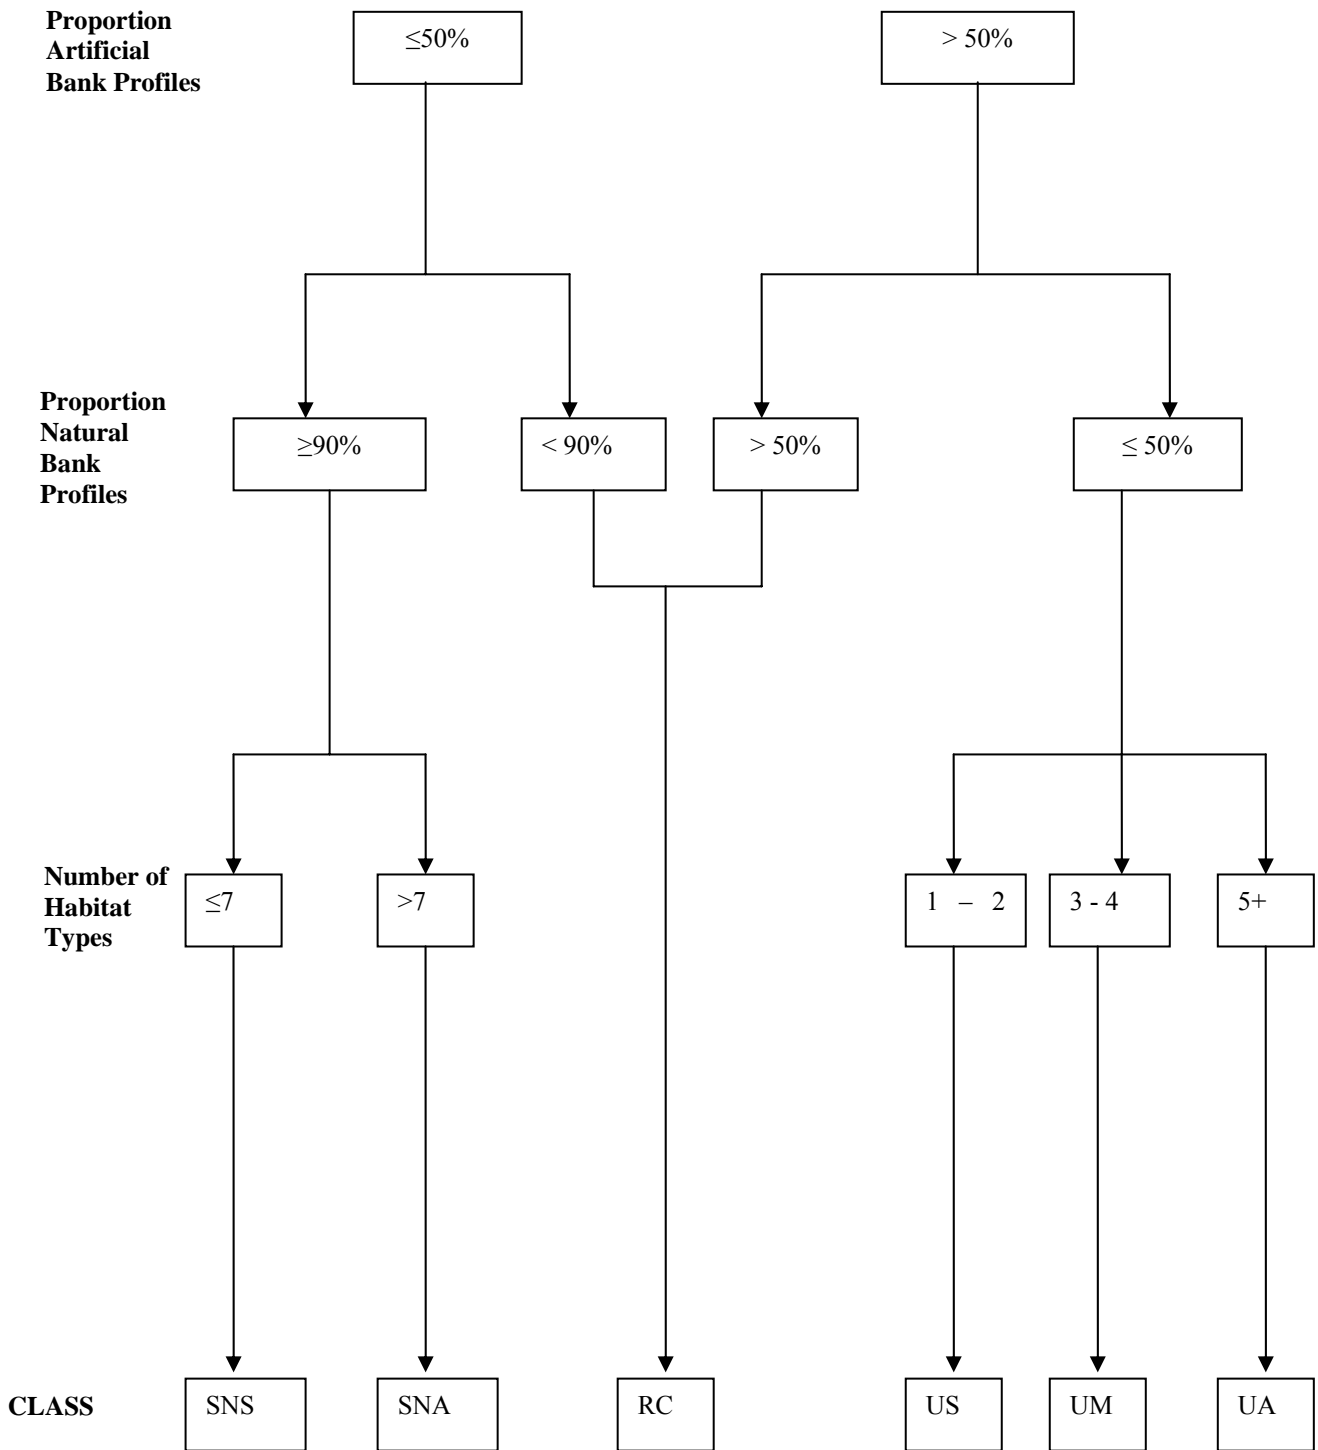 Proportion
Artificial
Bank Profiles
≤50%
> 50%
Proportion
Natural
Bank
Profiles
≥90%
< 90%
> 50%
≤ 50%
Number of
Habitat
Types
≤7
>7
1 – 2
3 - 4
5+
CLASS
SNS
SNA
RC
US
UM
UA